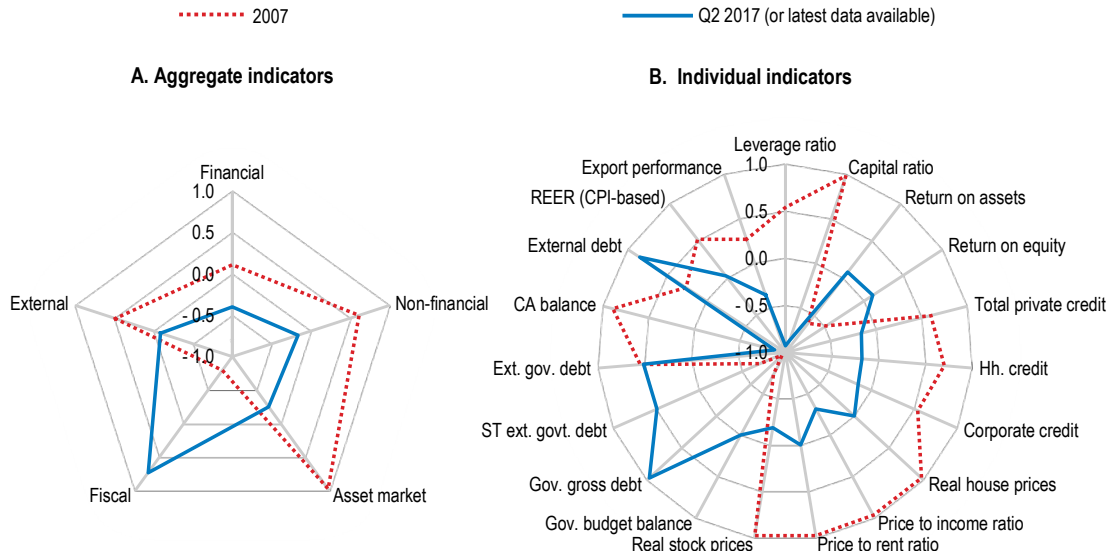 2007
Q2 2017 (or latest data available)
A. Aggregate indicators
B. Individual indicators
Financial
1.0
0.5
0.0
-0.5
-1.0
Non-financial
Asset market
Fiscal
External
Leverage ratio
1.0
0.5
0.0
-0.5
-1.0
Capital ratio
Return on assets
Return on equity
Total private credit
Hh. credit
Corporate credit
Real house prices
Price to income ratio
Price to rent ratio
Real stock prices
Gov. budget balance
Gov. gross debt
ST ext. govt. debt
Ext. gov. debt
CA balance
External debt
REER (CPI-based)
Export performance